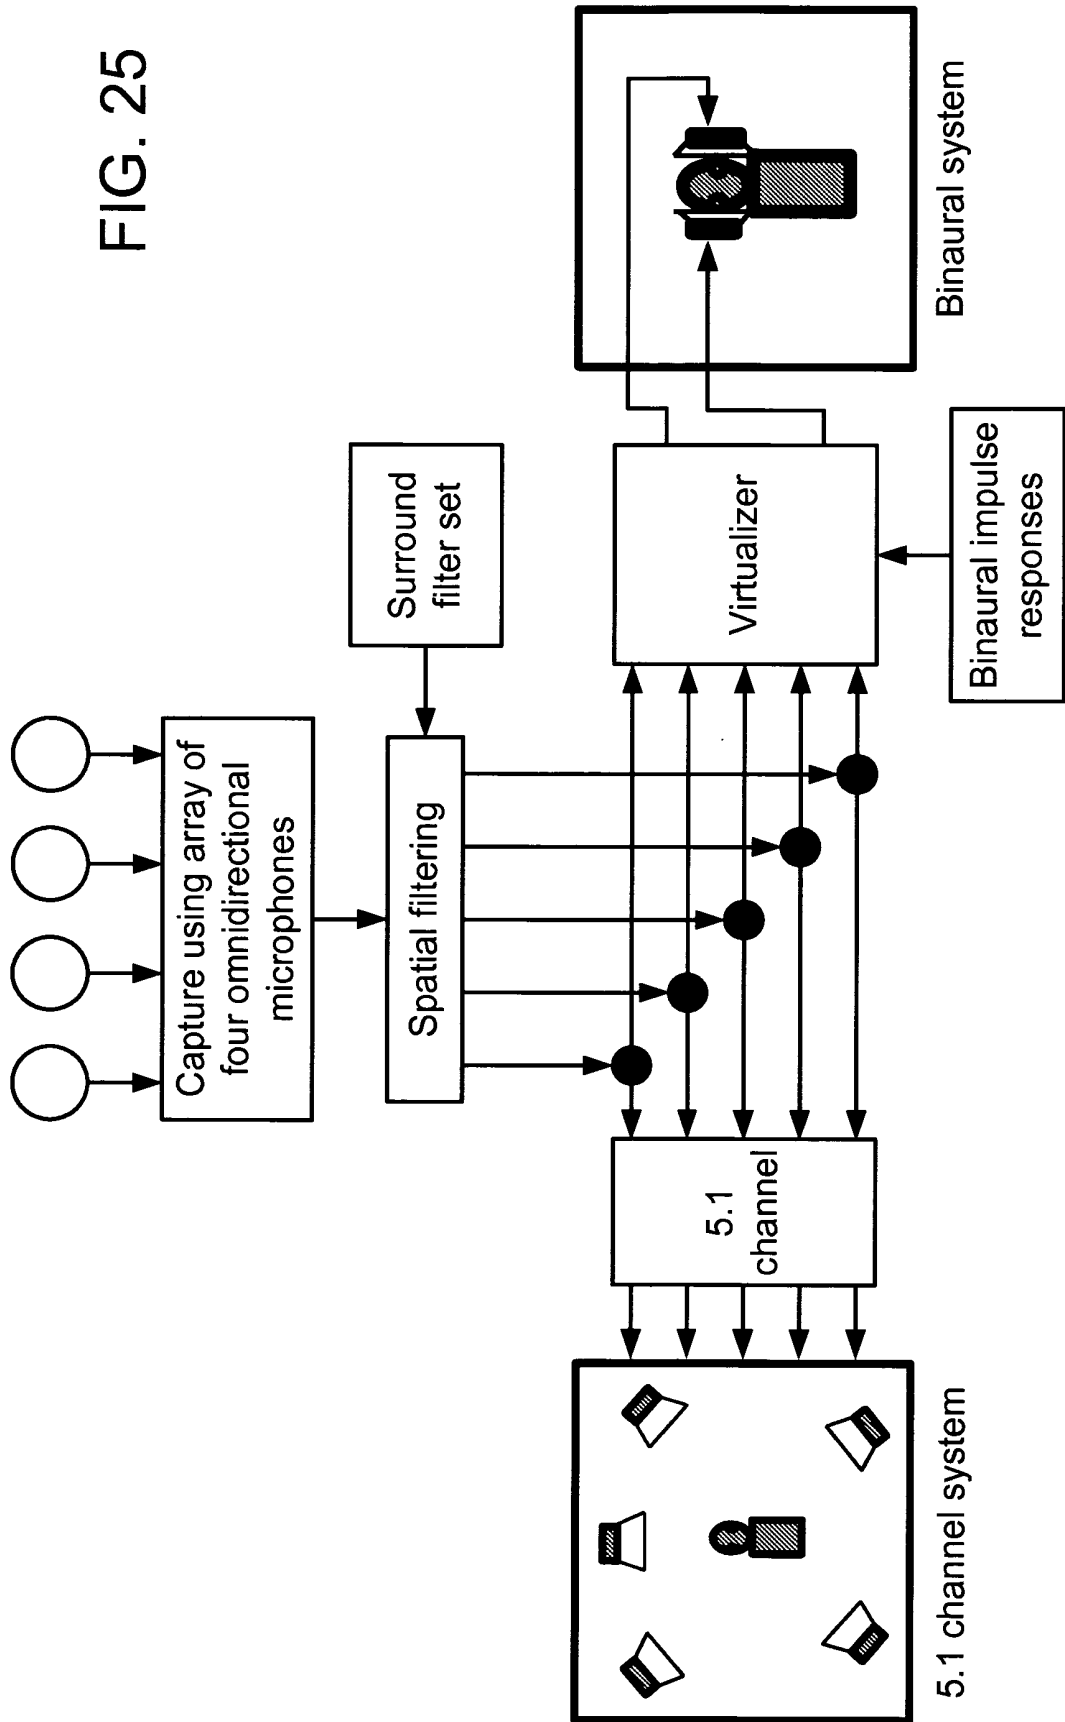 FIG. 25
Capture using array of
four omnidirectional
microphones
Surround
filter set
Spatial filtering
5.1
channel
Virtualizer
Binaural impulse
responses
5.1 channel system
Binaural system